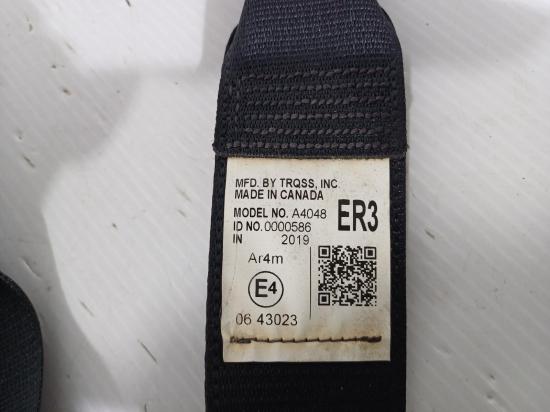 MFD. BY TRQSS, INC.
MADE IN CANADA
MODEL NO. A4048
ID NO. 0000586
IN 2019
ER3
Ar4m
E4
06 43023